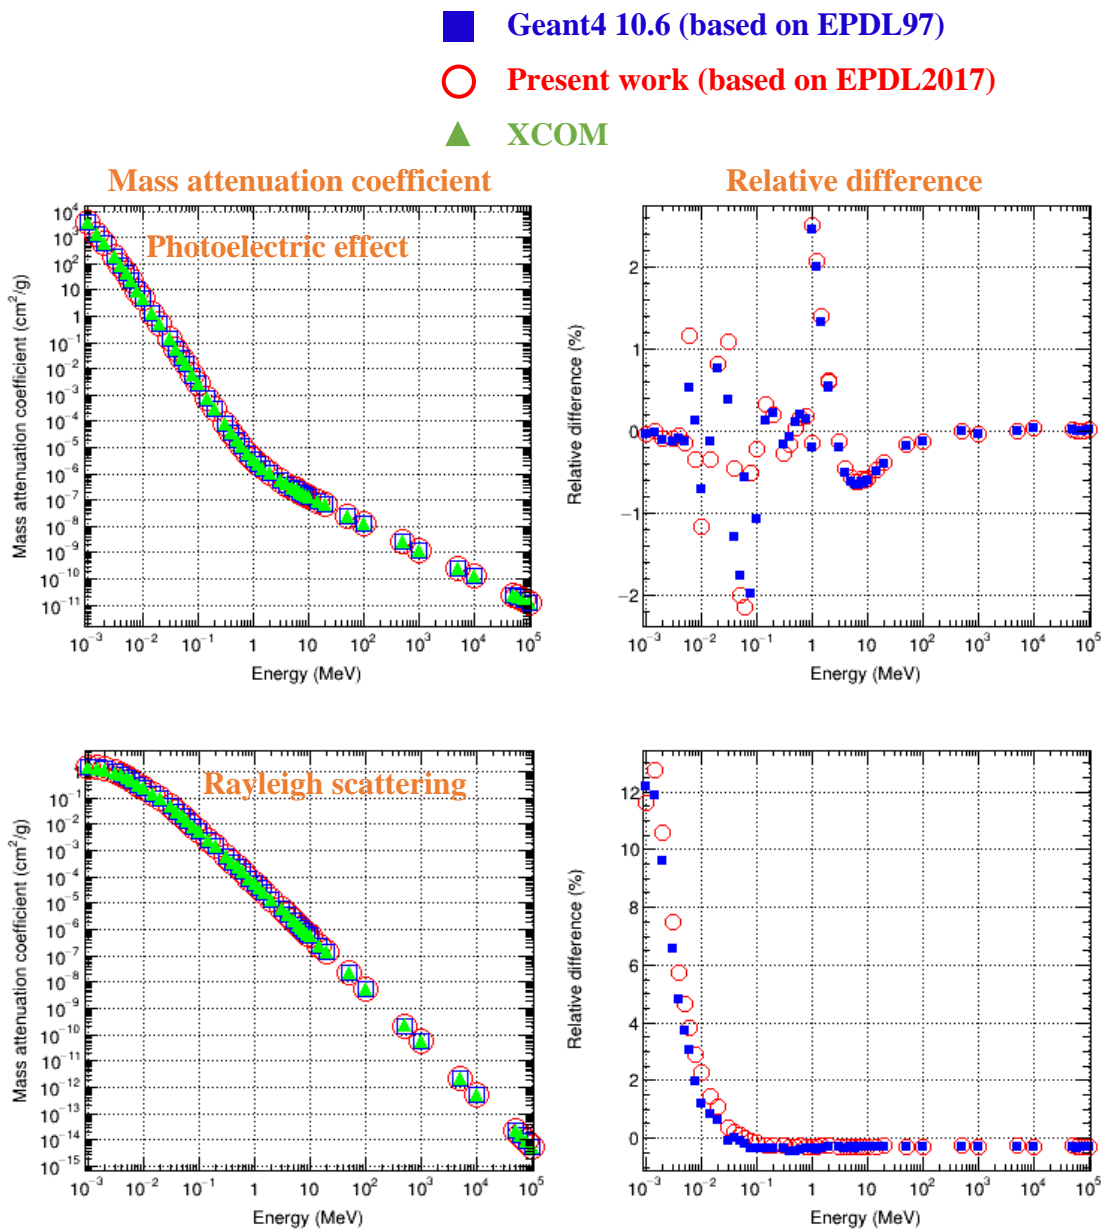 Geant4 10.6 (based on EPDL97)
Present work (based on EPDL2017)
XCOM
Mass attenuation coefficient
Relative difference
Photoelectric effect
Mass attenuation coefficient (cm²/g)
10⁴
10³
10²
10
1
10⁻¹
10⁻²
10⁻³
10⁻⁴
10⁻⁵
10⁻⁶
10⁻⁷
10⁻⁸
10⁻⁹
10⁻¹⁰
10⁻¹¹
10⁻³ 10⁻² 10⁻¹ 1 10 10² 10³ 10⁴ 10⁵
Energy (MeV)
Relative difference (%)
2
1
0
−1
−2
10⁻³ 10⁻² 10⁻¹ 1 10 10² 10³ 10⁴ 10⁵
Energy (MeV)
Rayleigh scattering
Mass attenuation coefficient (cm²/g)
10⁻¹
10⁻²
10⁻³
10⁻⁴
10⁻⁵
10⁻⁶
10⁻⁷
10⁻⁸
10⁻⁹
10⁻¹⁰
10⁻¹¹
10⁻¹²
10⁻¹³
10⁻¹⁴
10⁻¹⁵
10⁻³ 10⁻² 10⁻¹ 1 10 10² 10³ 10⁴ 10⁵
Energy (MeV)
Relative difference (%)
12
10
8
6
4
2
0
10⁻³ 10⁻² 10⁻¹ 1 10 10² 10³ 10⁴ 10⁵
Energy (MeV)